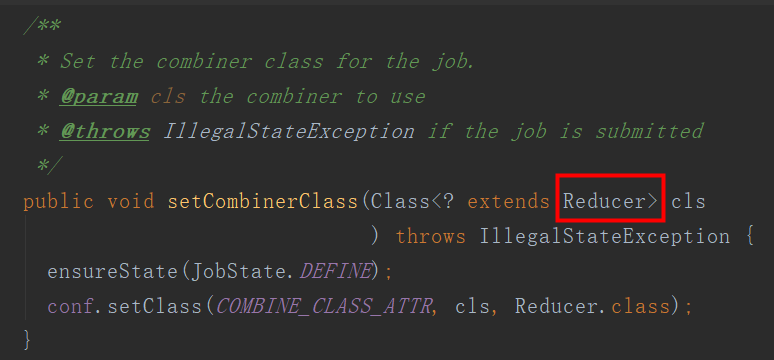 /**
 * Set the combiner class for the job.
 * @param cls the combiner to use
 * @throws IllegalStateException if the job is submitted
 */
public void setCombinerClass(Class<? extends Reducer> cls
                             ) throws IllegalStateException {
  ensureState(JobState.DEFINE);
  conf.setClass(COMBINE_CLASS_ATTR, cls, Reducer.class);
}